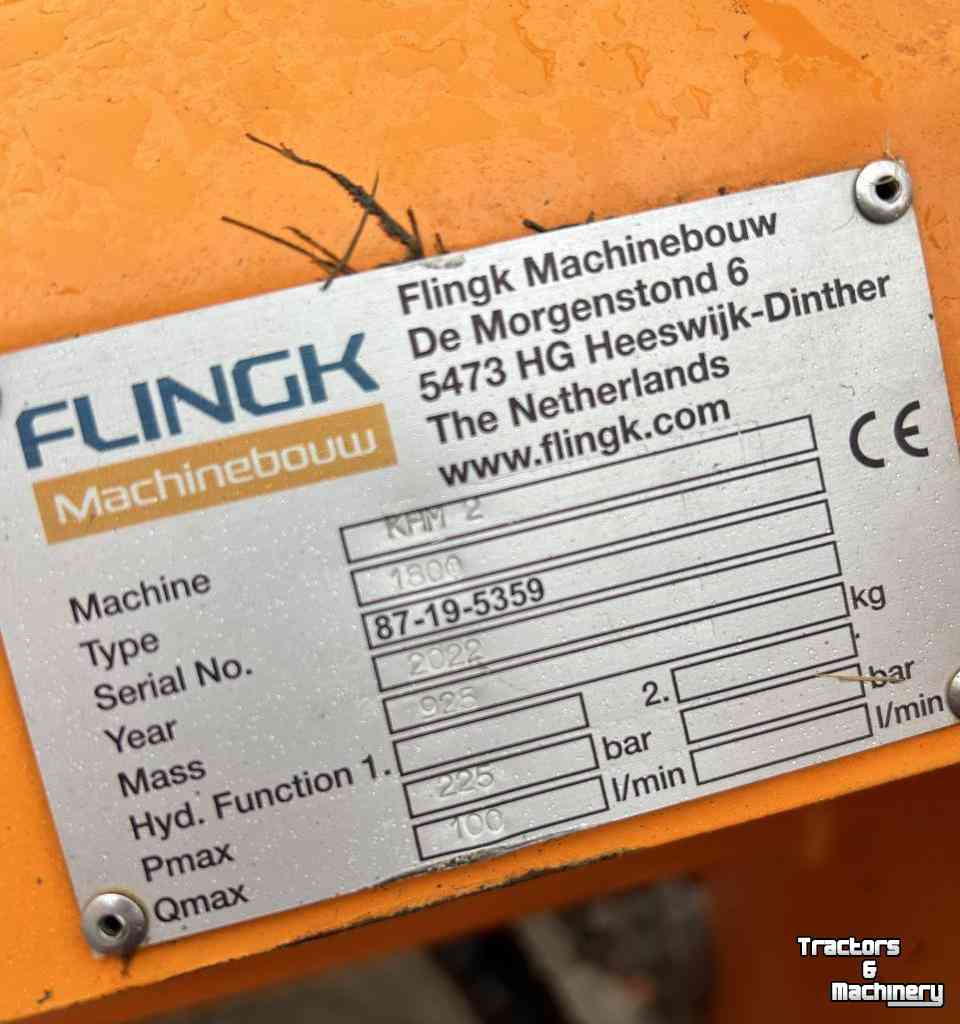 FLINGK
Machinebouw
Flingk Machinebouw
De Morgenstond 6
5473 HG Heeswijk-Dinther
The Netherlands
www.flingk.com
CE
Machine KAM 2
Type 1800
Serial No. 87-19-5359
Year 2022
Mass 925 kg
Hyd. Function 1. 2.
Pmax 225 bar bar
Qmax 100 l/min l/min
Tractors
&
Machinery